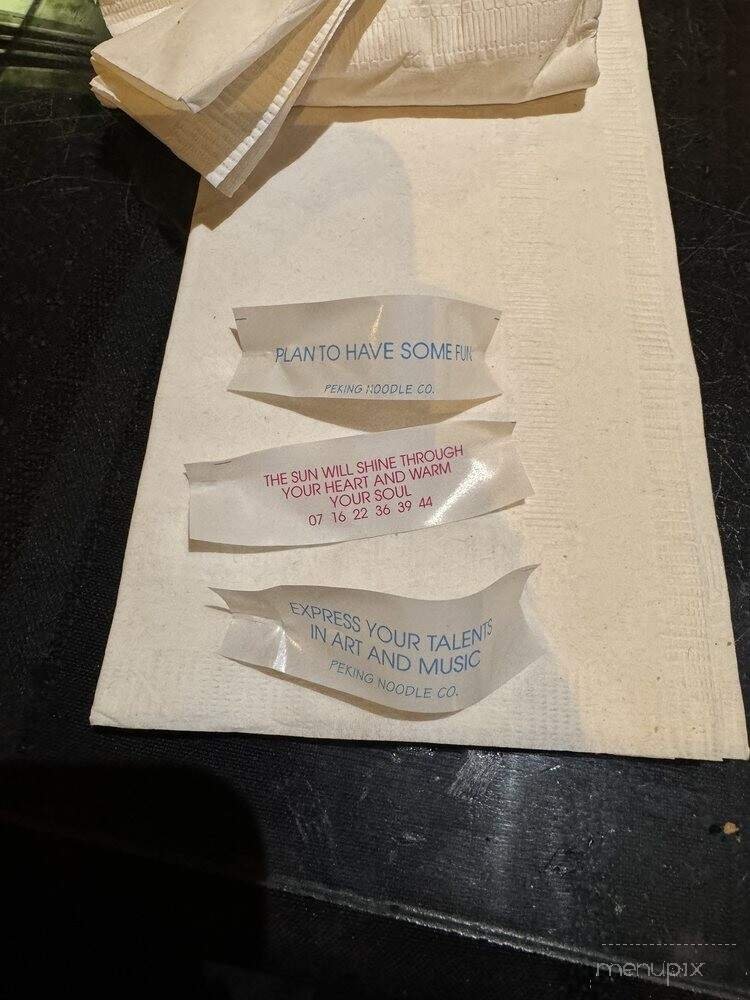 PLAN TO HAVE SOME FUN
PEKING NOODLE CO.
THE SUN WILL SHINE THROUGH
YOUR HEART AND WARM
YOUR SOUL
07 16 22 36 39 44
EXPRESS YOUR TALENTS
IN ART AND MUSIC
PEKING NOODLE CO.
menupix